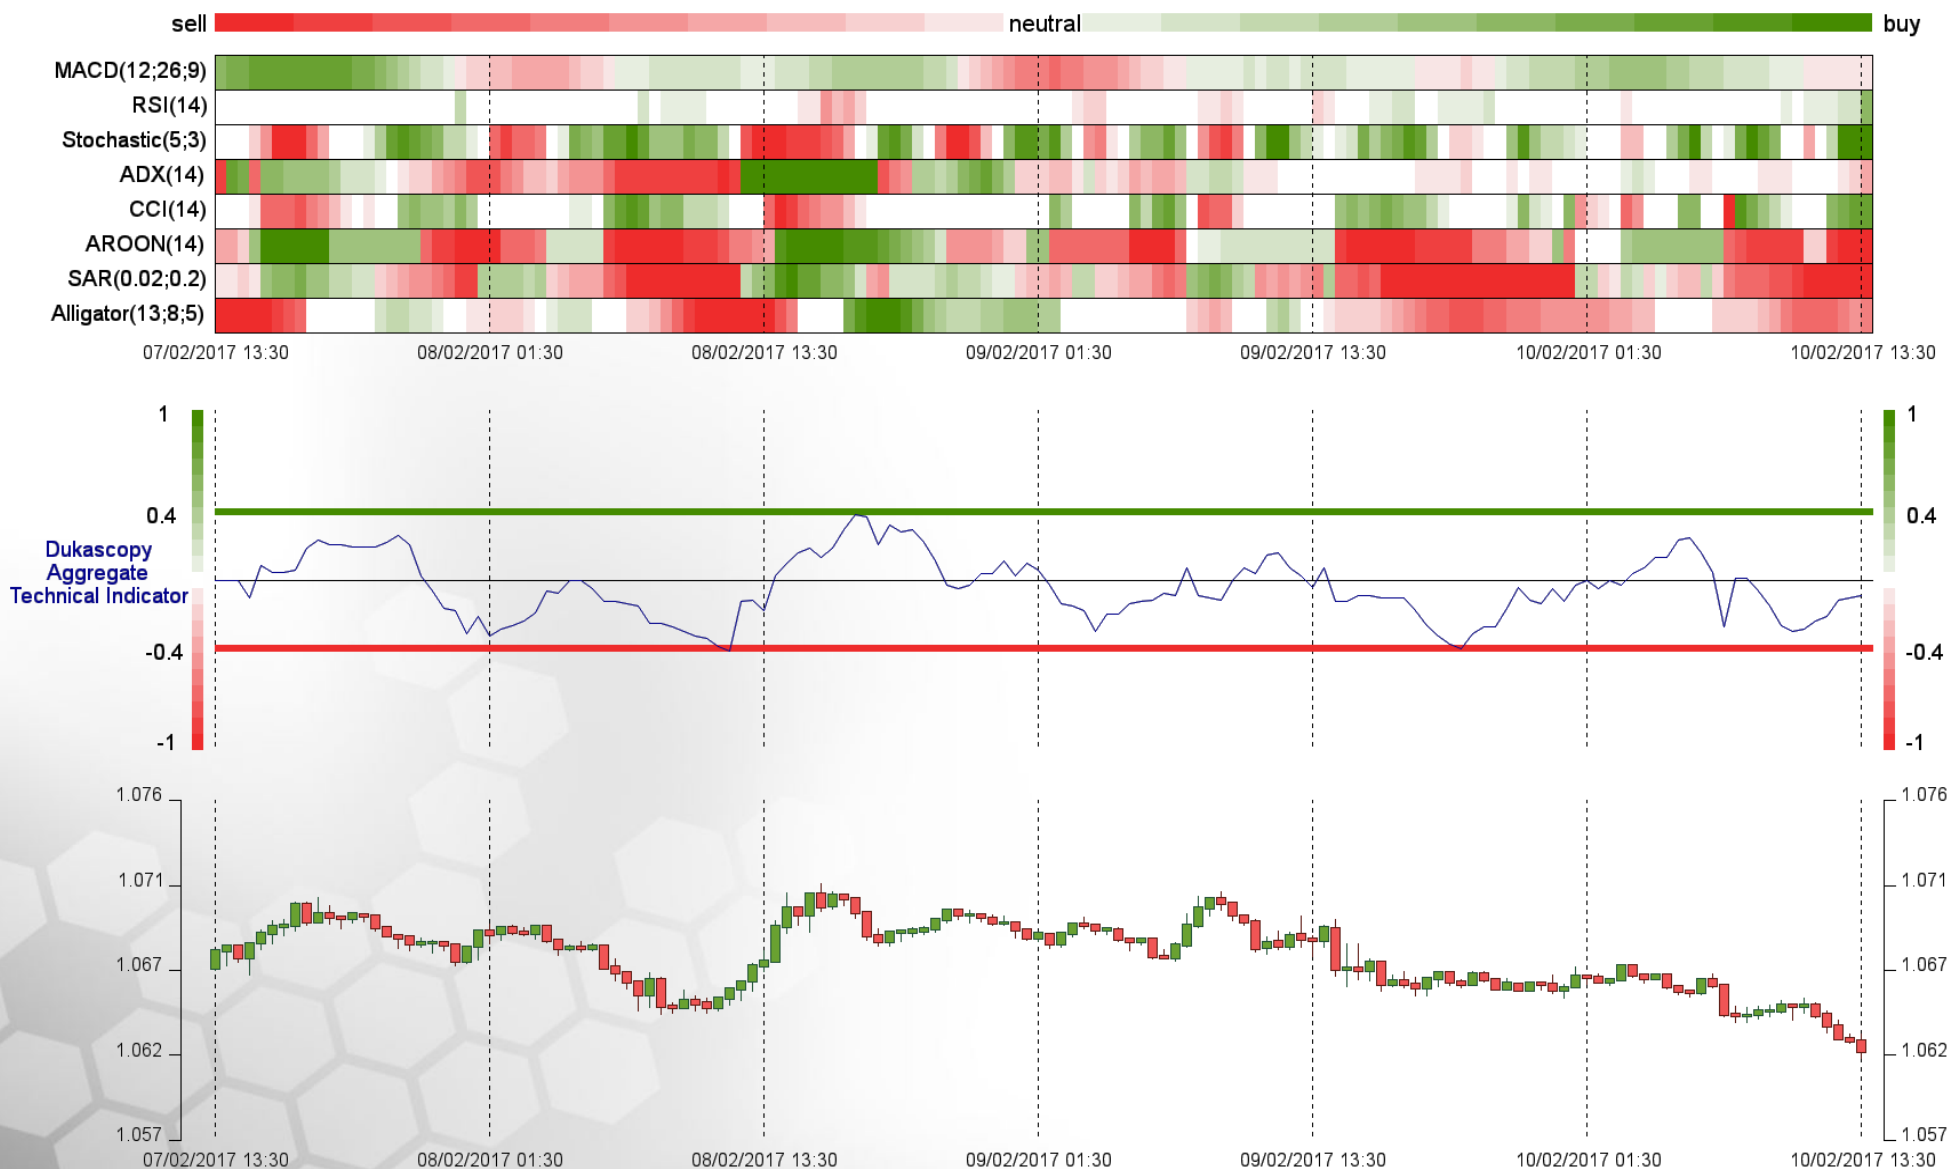 sell neutral buy
MACD(12;26;9)
RSI(14)
Stochastic(5;3)
ADX(14)
CCI(14)
AROON(14)
SAR(0.02;0.2)
Alligator(13;8;5)
07/02/2017 13:30 08/02/2017 01:30 08/02/2017 13:30 09/02/2017 01:30 09/02/2017 13:30 10/02/2017 01:30 10/02/2017 13:30
1 1
0.4 0.4
Dukascopy
Aggregate
Technical Indicator
-0.4 -0.4
-1 -1
1.076 1.076
1.071 1.071
1.067 1.067
1.062 1.062
1.057 1.057
07/02/2017 13:30 08/02/2017 01:30 08/02/2017 13:30 09/02/2017 01:30 09/02/2017 13:30 10/02/2017 01:30 10/02/2017 13:30